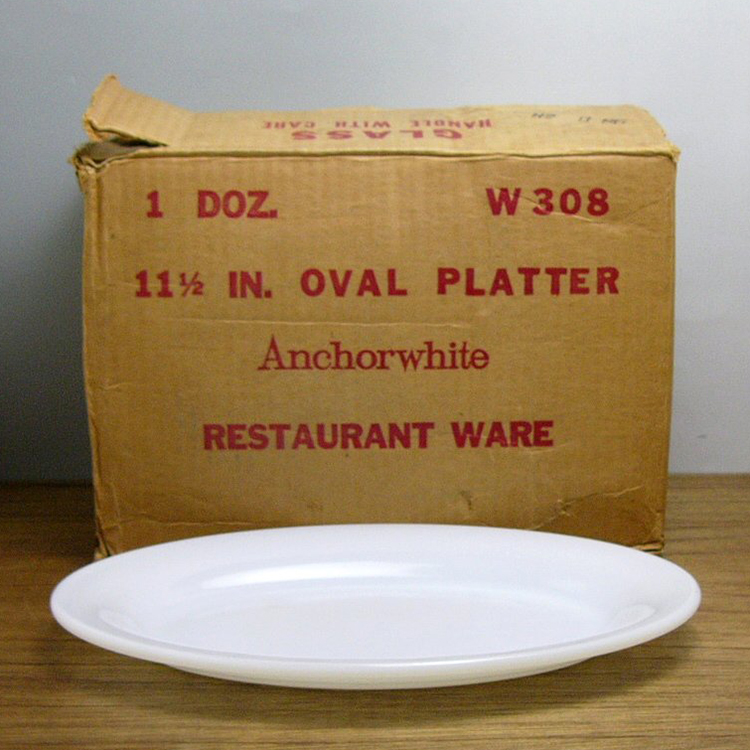 GLASS
HANDLE WITH CARE
1 DOZ. W 308
11½ IN. OVAL PLATTER
Anchorwhite
RESTAURANT WARE